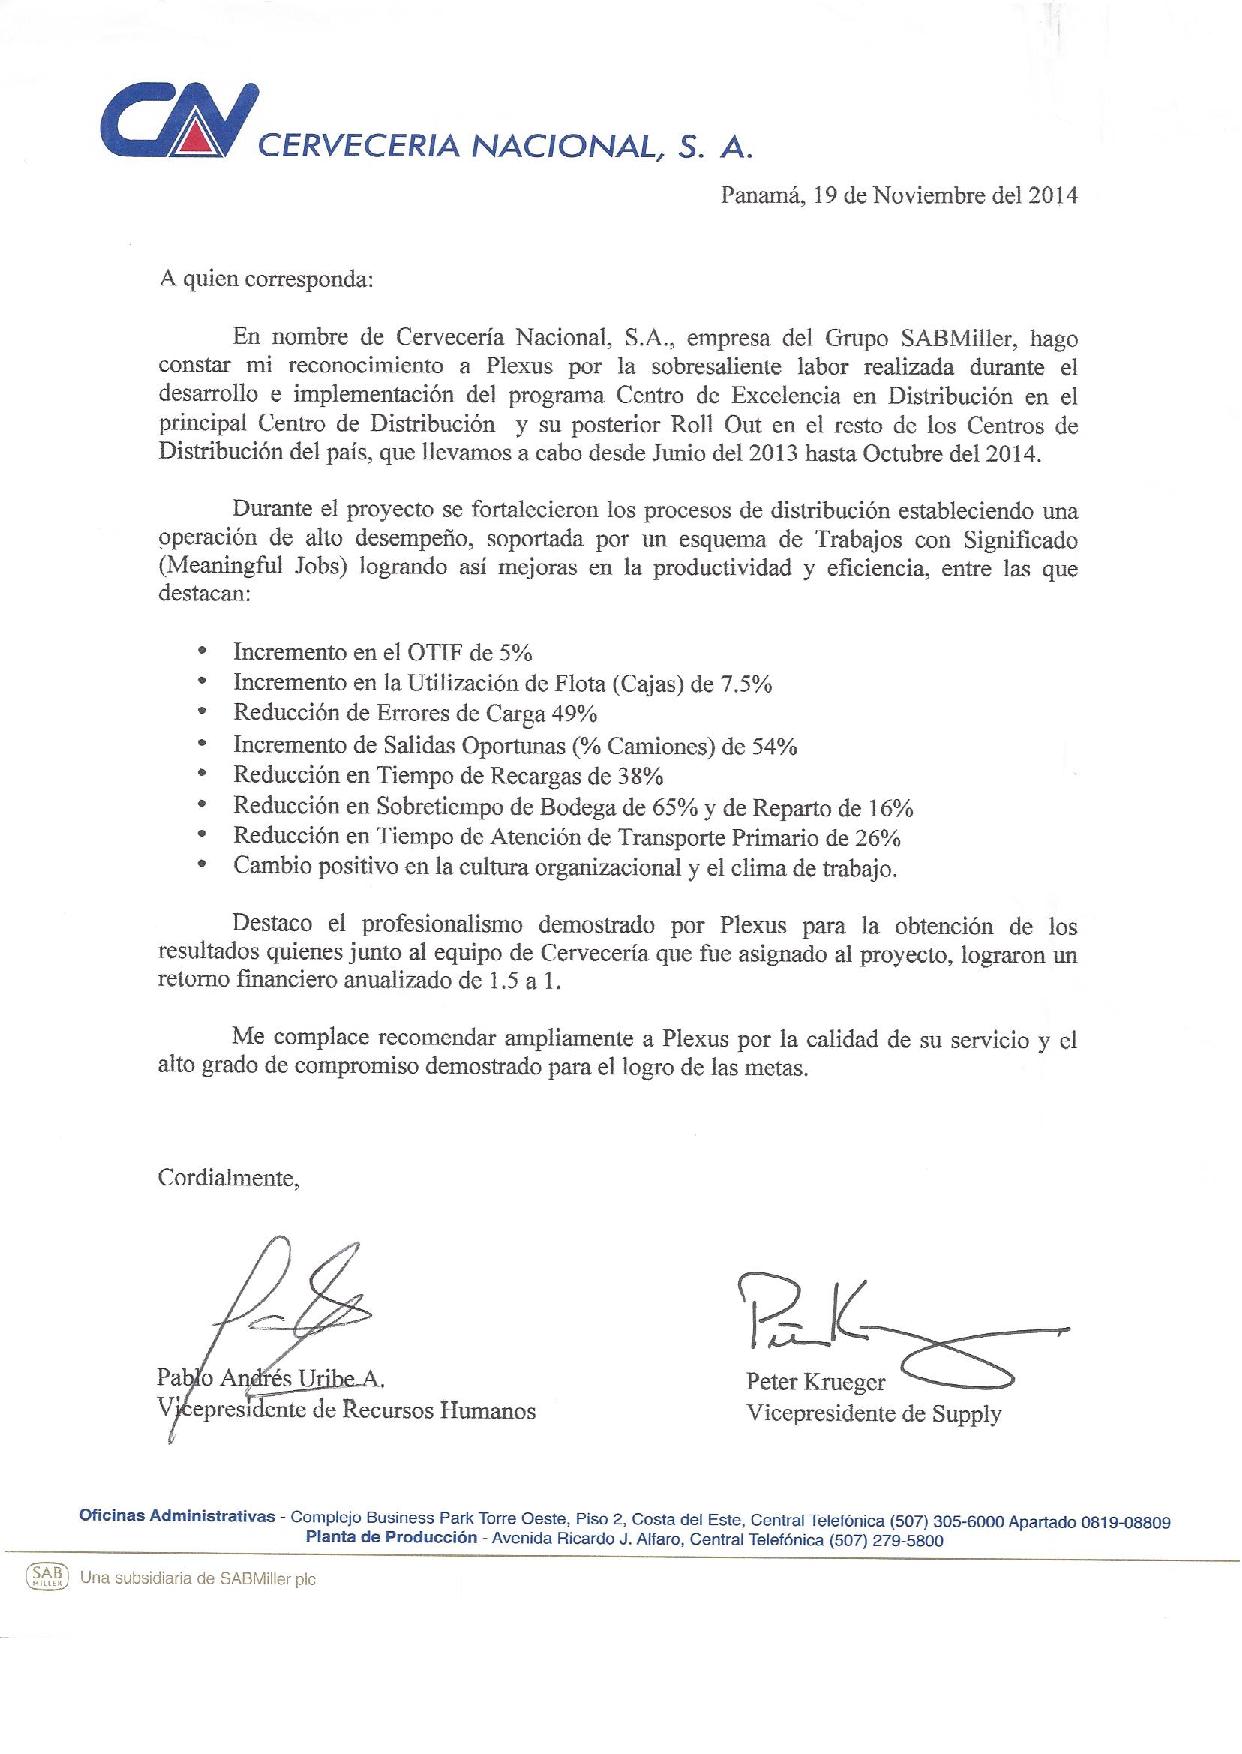 CN CERVECERIA NACIONAL, S. A.
Panamá, 19 de Noviembre del 2014
A quien corresponda:
En nombre de Cervecería Nacional, S.A., empresa del Grupo SABMiller, hago
constar mi reconocimiento a Plexus por la sobresaliente labor realizada durante el
desarrollo e implementación del programa Centro de Excelencia en Distribución en el
principal Centro de Distribución y su posterior Roll Out en el resto de los Centros de
Distribución del país, que llevamos a cabo desde Junio del 2013 hasta Octubre del 2014.
Durante el proyecto se fortalecieron los procesos de distribución estableciendo una
operación de alto desempeño, soportada por un esquema de Trabajos con Significado
(Meaningful Jobs) logrando así mejoras en la productividad y eficiencia, entre las que
destacan:
• Incremento en el OTIF de 5%
• Incremento en la Utilización de Flota (Cajas) de 7.5%
• Reducción de Errores de Carga 49%
• Incremento de Salidas Oportunas (% Camiones) de 54%
• Reducción en Tiempo de Recargas de 38%
• Reducción en Sobretiempo de Bodega de 65% y de Reparto de 16%
• Reducción en Tiempo de Atención de Transporte Primario de 26%
• Cambio positivo en la cultura organizacional y el clima de trabajo.
Destaco el profesionalismo demostrado por Plexus para la obtención de los
resultados quienes junto al equipo de Cervecería que fue asignado al proyecto, lograron un
retorno financiero anualizado de 1.5 a 1.
Me complace recomendar ampliamente a Plexus por la calidad de su servicio y el
alto grado de compromiso demostrado para el logro de las metas.
Cordialmente,
Pablo Andrés Uribe A.
Vicepresidente de Recursos Humanos
Peter Krueger
Vicepresidente de Supply
Oficinas Administrativas - Complejo Business Park Torre Oeste, Piso 2, Costa del Este, Central Telefónica (507) 305-6000 Apartado 0819-08809
Planta de Producción - Avenida Ricardo J. Alfaro, Central Telefónica (507) 279-5800
SAB MILLER Una subsidiaria de SABMiller plc